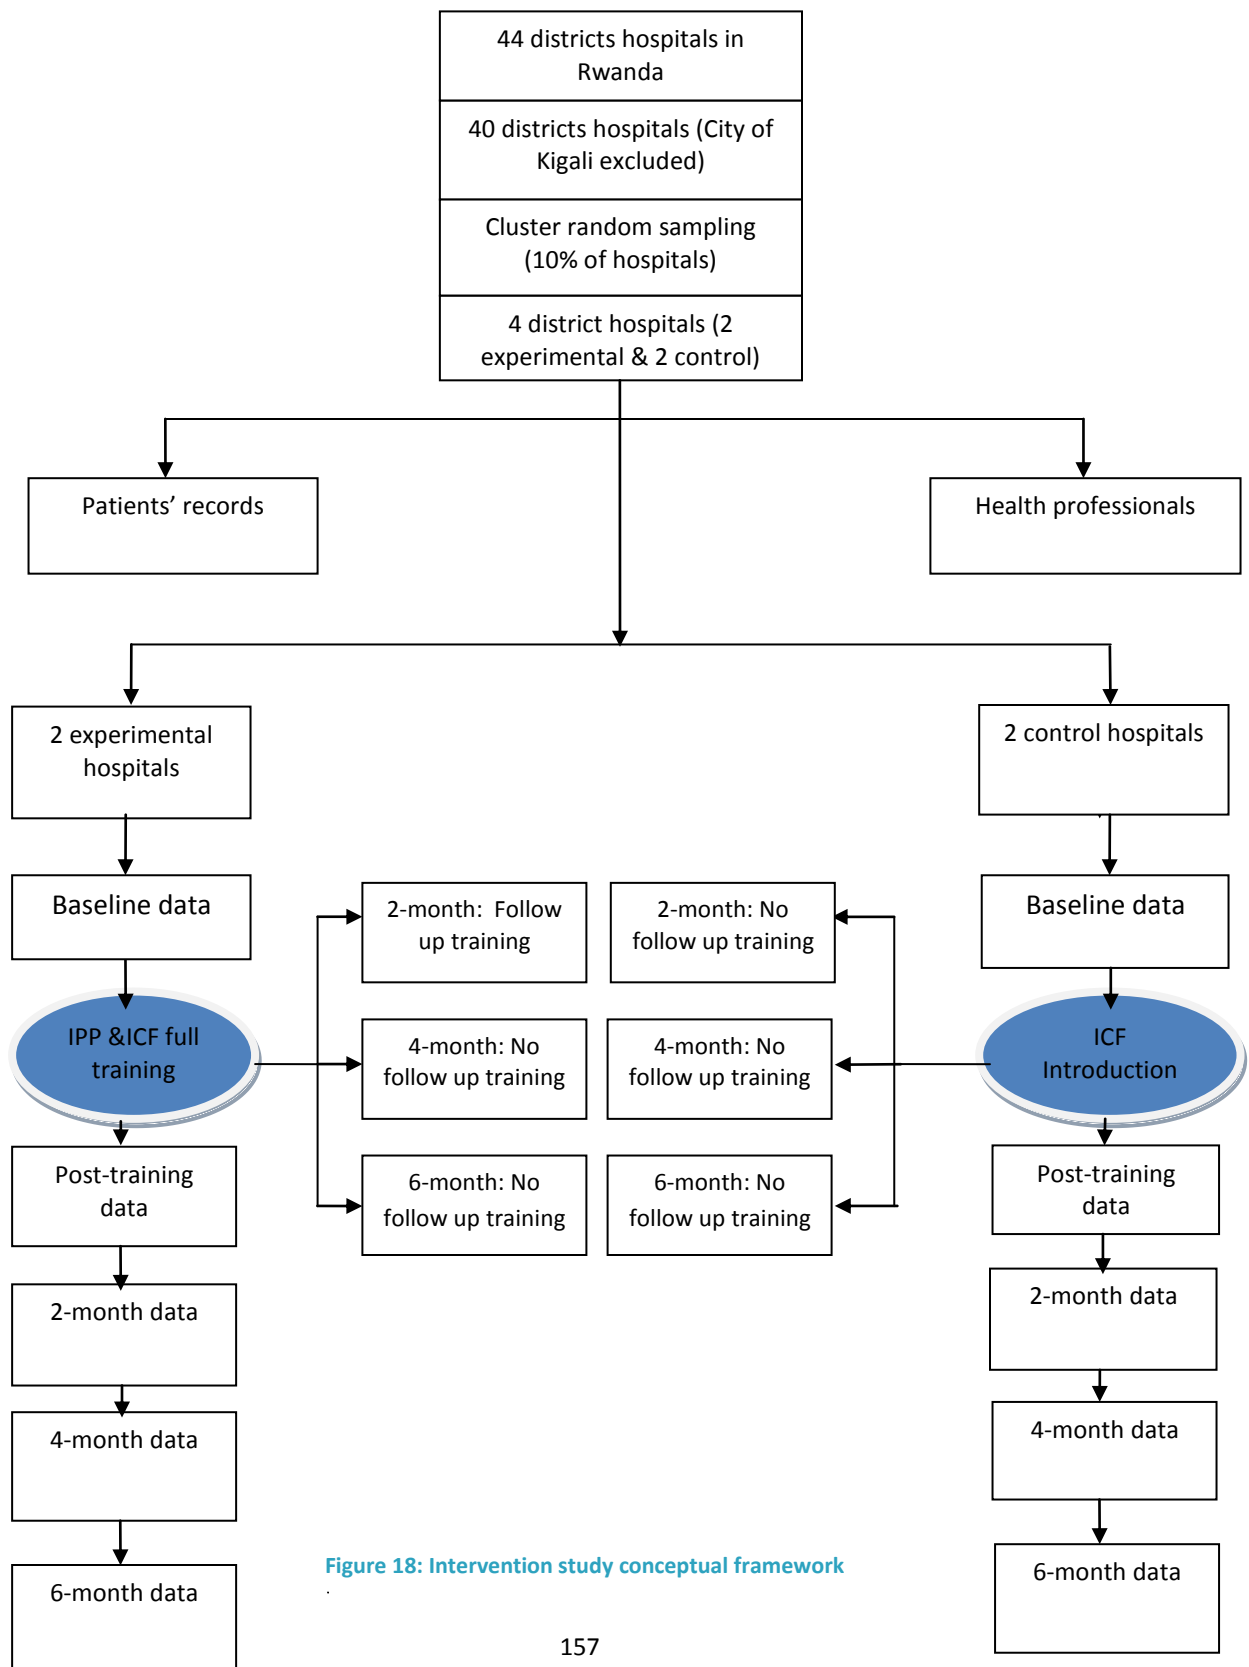 44 districts hospitals in
Rwanda
40 districts hospitals (City of
Kigali excluded)
Cluster random sampling
(10% of hospitals)
4 district hospitals (2
experimental & 2 control)
Patients’ records
Health professionals
2 experimental
hospitals
2 control hospitals
Baseline data
2-month:  Follow
up training
2-month: No
follow up training
Baseline data
IPP &ICF full
training
4-month: No
follow up training
4-month: No
follow up training
ICF
Introduction
Post-training
data
6-month: No
follow up training
6-month: No
follow up training
Post-training
data
2-month data
2-month data
4-month data
4-month data
6-month data
6-month data
Figure 18: Intervention study conceptual framework
.
157